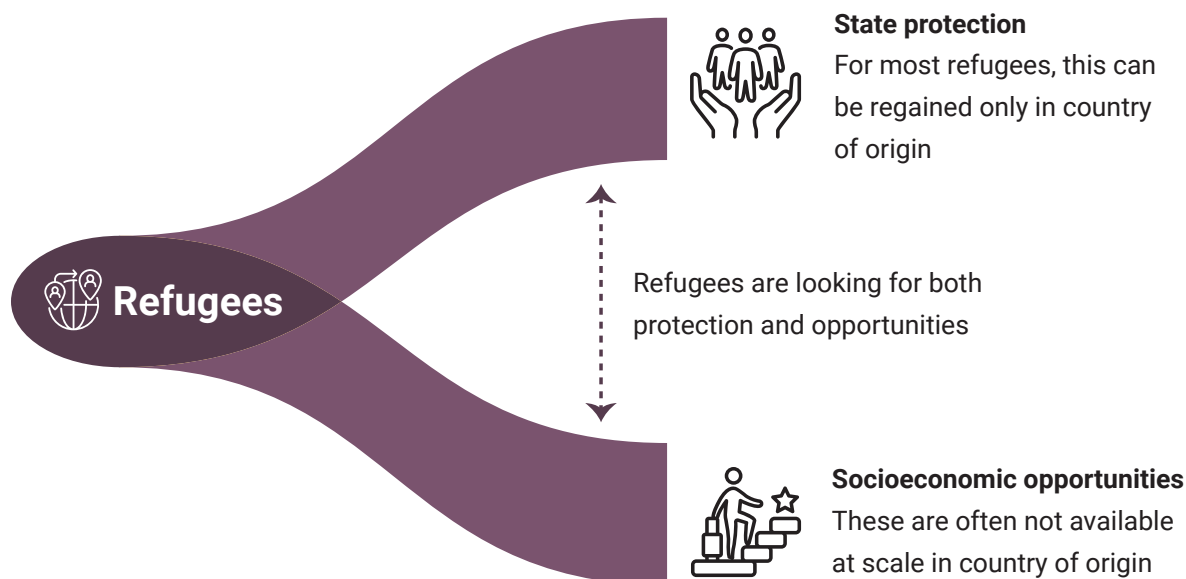 State protection
For most refugees, this can
be regained only in country
of origin
Refugees
Refugees are looking for both
protection and opportunities
Socioeconomic opportunities
These are often not available
at scale in country of origin